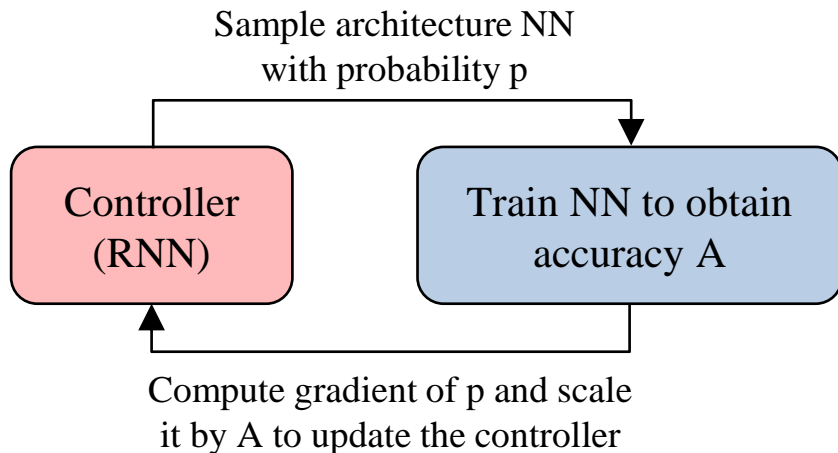 Sample architecture NN
with probability p
Controller
(RNN)
Train NN to obtain
accuracy A
Compute gradient of p and scale
it by A to update the controller